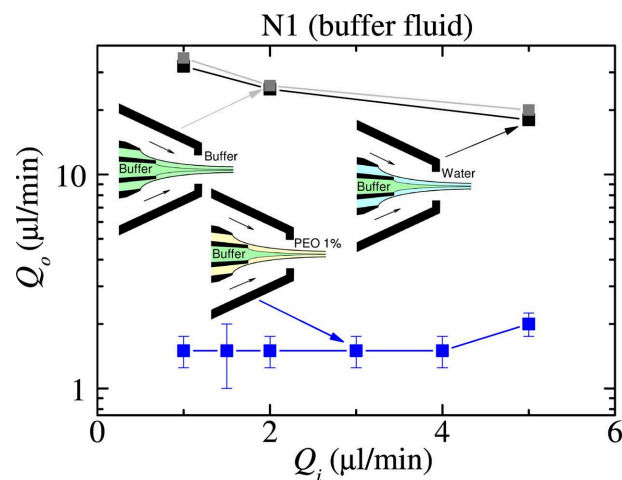 N1 (buffer fluid)
Qo (μl/min)
10
1
Buffer
Buffer
Water
Buffer
PEO 1%
Buffer
0 2 4 6
Qi (μl/min)